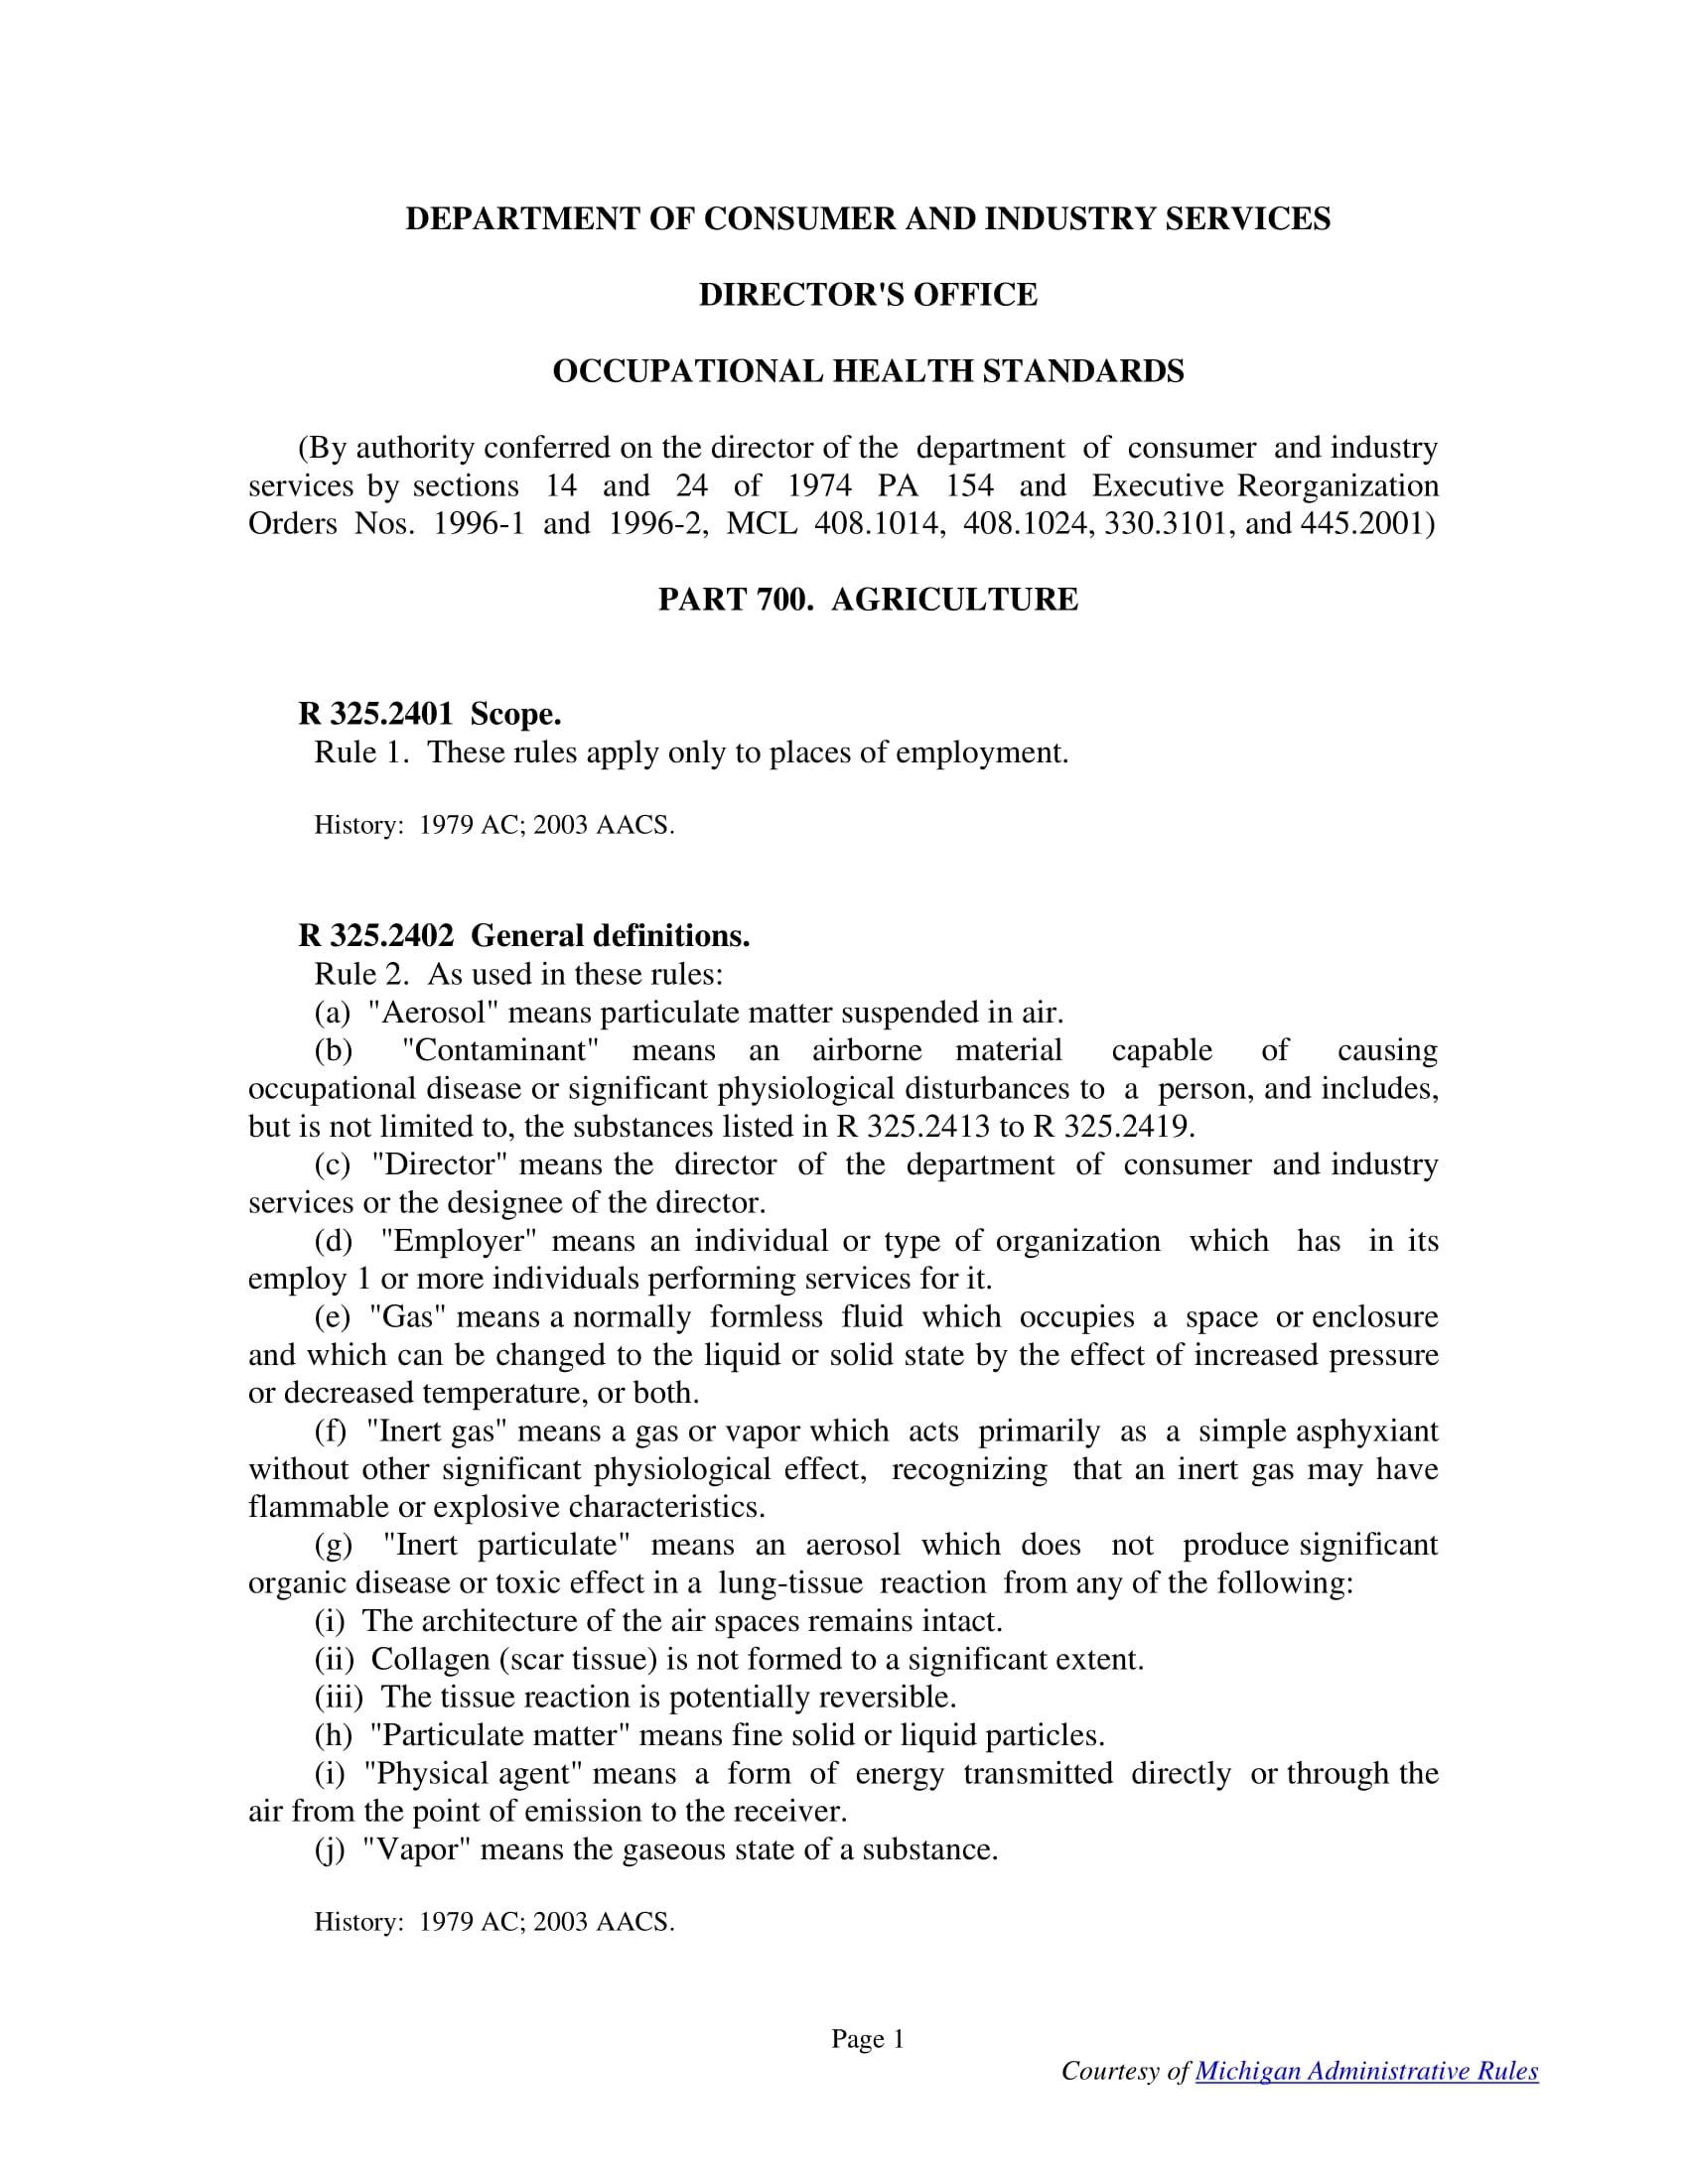 DEPARTMENT OF CONSUMER AND INDUSTRY SERVICES
DIRECTOR'S OFFICE
OCCUPATIONAL HEALTH STANDARDS
(By authority conferred on the director of the department of consumer and industry
services by sections 14 and 24 of 1974 PA 154 and Executive Reorganization
Orders Nos. 1996-1 and 1996-2, MCL 408.1014, 408.1024, 330.3101, and 445.2001)
PART 700. AGRICULTURE
R 325.2401 Scope.
Rule 1. These rules apply only to places of employment.
History: 1979 AC; 2003 AACS.
R 325.2402 General definitions.
Rule 2. As used in these rules:
(a) "Aerosol" means particulate matter suspended in air.
(b) "Contaminant" means an airborne material capable of causing
occupational disease or significant physiological disturbances to a person, and includes,
but is not limited to, the substances listed in R 325.2413 to R 325.2419.
(c) "Director" means the director of the department of consumer and industry
services or the designee of the director.
(d) "Employer" means an individual or type of organization which has in its
employ 1 or more individuals performing services for it.
(e) "Gas" means a normally formless fluid which occupies a space or enclosure
and which can be changed to the liquid or solid state by the effect of increased pressure
or decreased temperature, or both.
(f) "Inert gas" means a gas or vapor which acts primarily as a simple asphyxiant
without other significant physiological effect, recognizing that an inert gas may have
flammable or explosive characteristics.
(g) "Inert particulate" means an aerosol which does not produce significant
organic disease or toxic effect in a lung-tissue reaction from any of the following:
(i) The architecture of the air spaces remains intact.
(ii) Collagen (scar tissue) is not formed to a significant extent.
(iii) The tissue reaction is potentially reversible.
(h) "Particulate matter" means fine solid or liquid particles.
(i) "Physical agent" means a form of energy transmitted directly or through the
air from the point of emission to the receiver.
(j) "Vapor" means the gaseous state of a substance.
History: 1979 AC; 2003 AACS.
Page 1
Courtesy of Michigan Administrative Rules